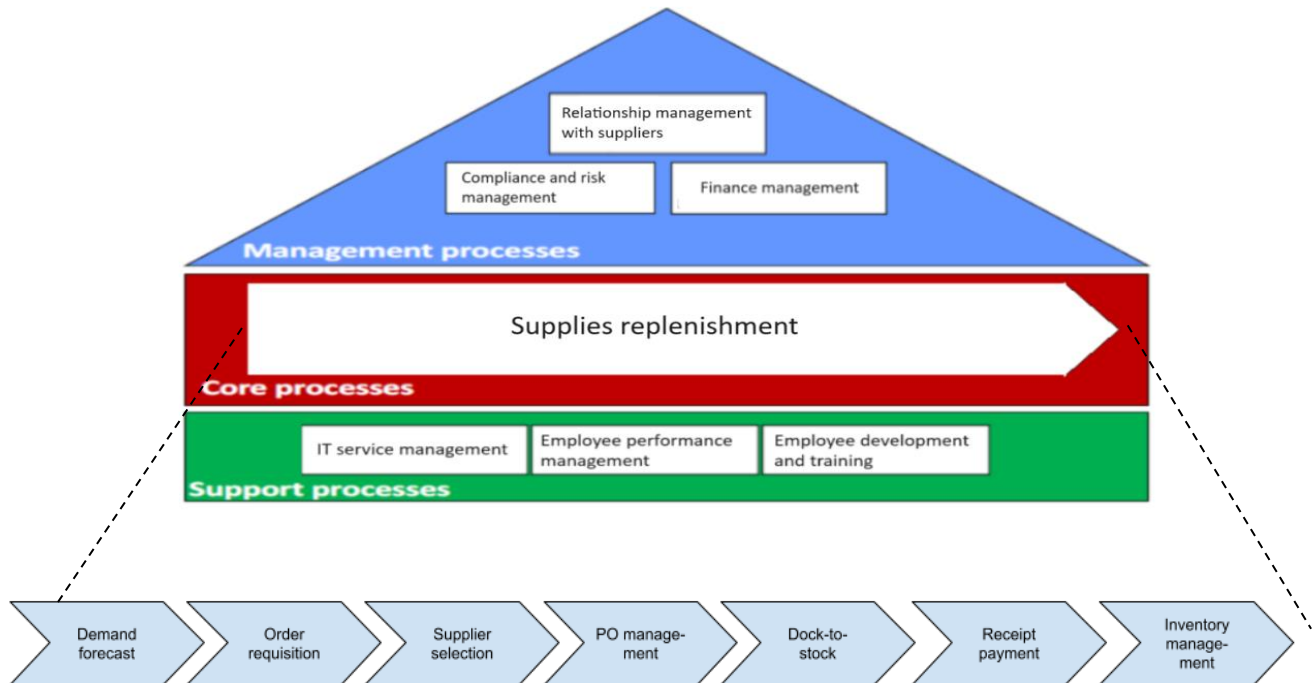 Relationship management
with suppliers
Compliance and risk
management
Finance management
Management processes
Supplies replenishment
Core processes
IT service management
Employee performance
management
Employee development
and training
Support processes
Demand
forecast
Order
requisition
Supplier
selection
PO manage-
ment
Dock-to-
stock
Receipt
payment
Inventory
manage-
ment